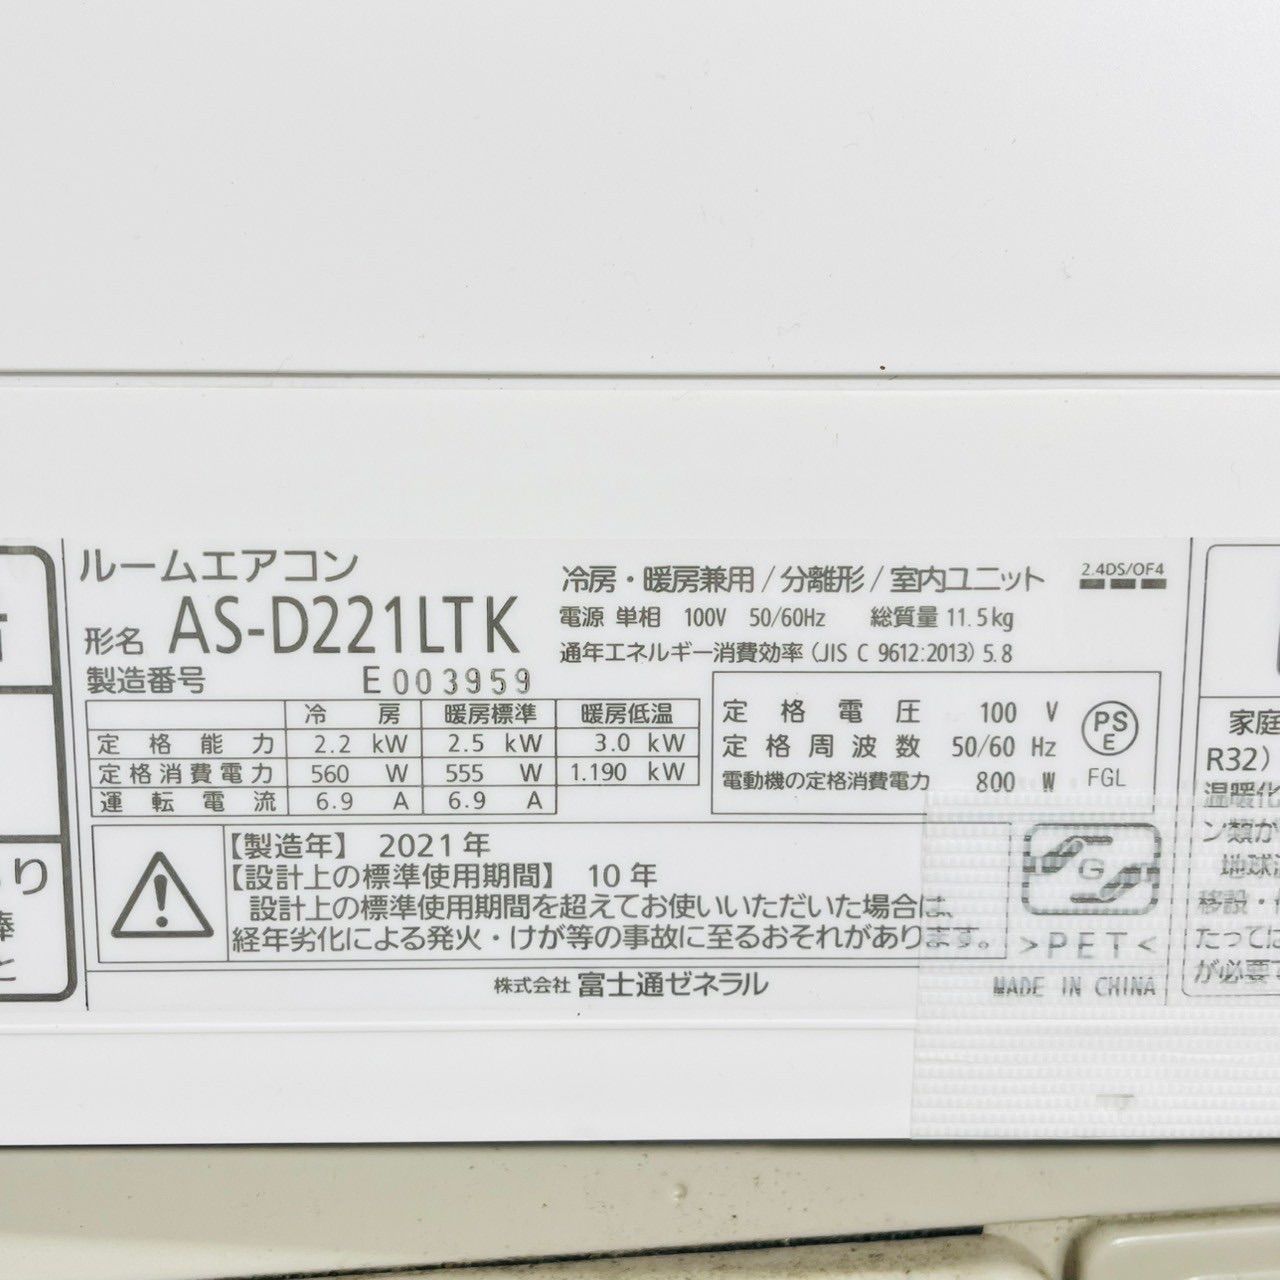 ルームエアコン
形名 AS-D221LTK
製造番号 E003959
冷房・暖房兼用/分離形/室内ユニット
2.4DS/OF4
電源 単相 100V 50/60Hz 総質量 11.5kg
通年エネルギー消費効率(JIS C 9612:2013) 5.8
冷房 暖房標準 暖房低温
定格能力 2.2 kW 2.5 kW 3.0 kW
定格消費電力 560 W 555 W 1.190 kW
運転電流 6.9 A 6.9 A
定格電圧 100 V
定格周波数 50/60 Hz
電動機の定格消費電力 800 W
PS
E
FGL
【製造年】 2021年
【設計上の標準使用期間】 10年
設計上の標準使用期間を超えてお使いいただいた場合は、
経年劣化による発火・けが等の事故に至るおそれがあります。
G
>PET<
株式会社 富士通ゼネラル
MADE IN CHINA
り
棒
と
家庭
R32)
温暖化
ン類が
地球
移設・
たっては
が必要